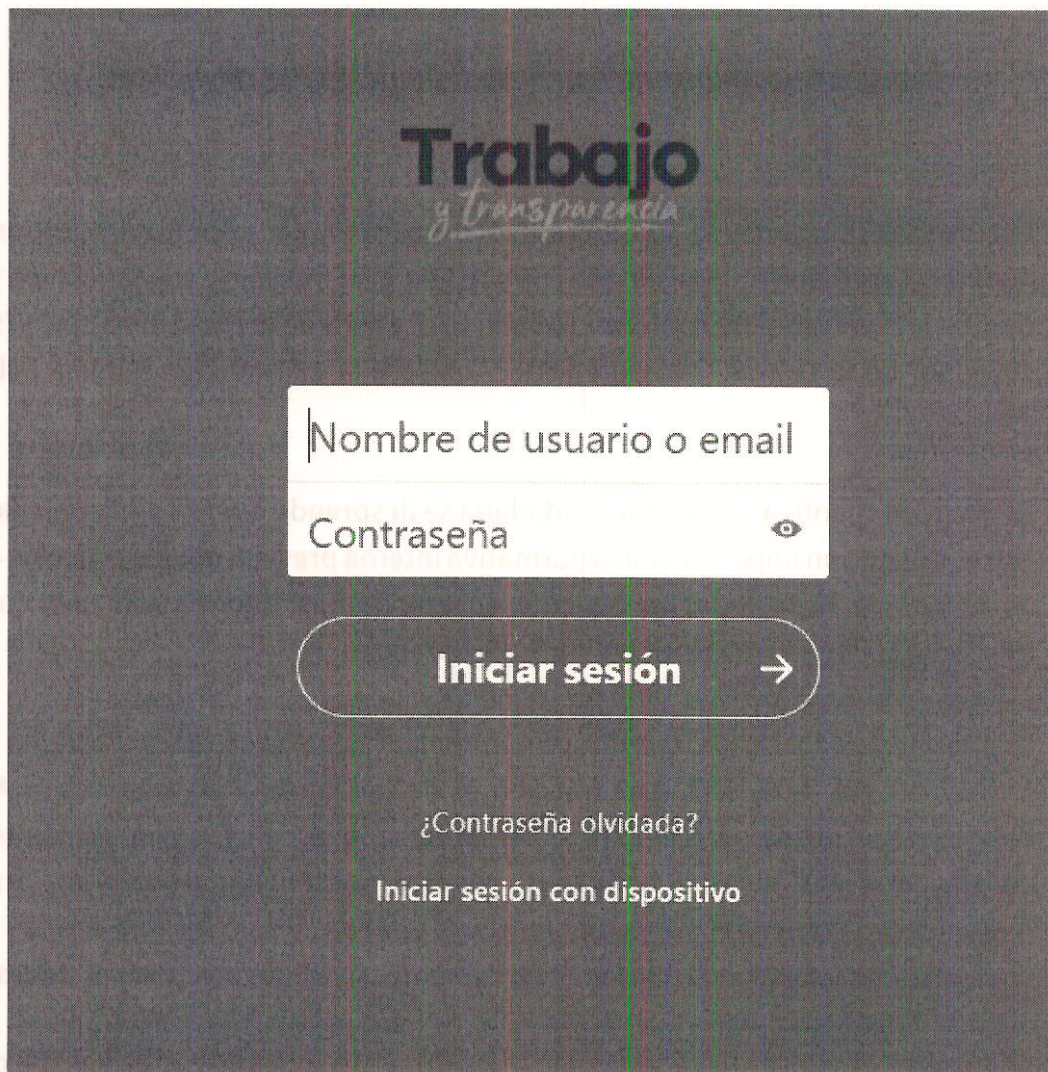 Trabajo
y transparencia
Nombre de usuario o email
Contraseña
Iniciar sesión →
¿Contraseña olvidada?
Iniciar sesión con dispositivo